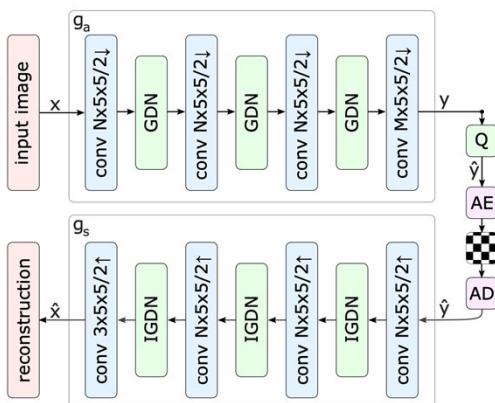 g_a
input image
x
conv Nx5x5/2↓
GDN
conv Nx5x5/2↓
GDN
conv Nx5x5/2↓
GDN
conv Mx5x5/2↓
y
Q
ŷ
AE
AD
g_s
reconstruction
x̂
conv 3x5x5/2↑
IGDN
conv Nx5x5/2↑
IGDN
conv Nx5x5/2↑
IGDN
conv Nx5x5/2↑
ŷ